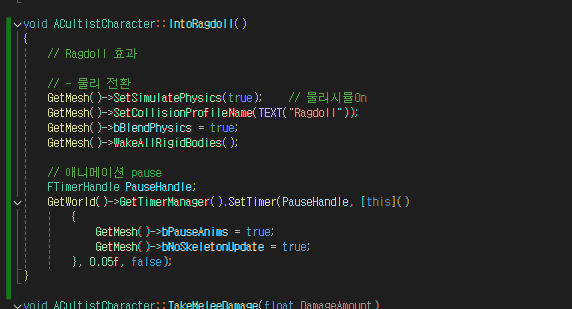 void ACultistCharacter::IntoRagdoll()
{
// Ragdoll 효과
// - 물리 전환
GetMesh()->SetSimulatePhysics(true);    // 물리시뮬On
GetMesh()->SetCollisionProfileName(TEXT("Ragdoll"));
GetMesh()->bBlendPhysics = true;
GetMesh()->WakeAllRigidBodies();
// 애니메이션 pause
FTimerHandle PauseHandle;
GetWorld()->GetTimerManager().SetTimer(PauseHandle, [this]()
{
GetMesh()->bPauseAnims = true;
GetMesh()->bNoSkeletonUpdate = true;
}, 0.05f, false);
}
void ACultistCharacter::TakeMeleeDamage(float DamageAmount)